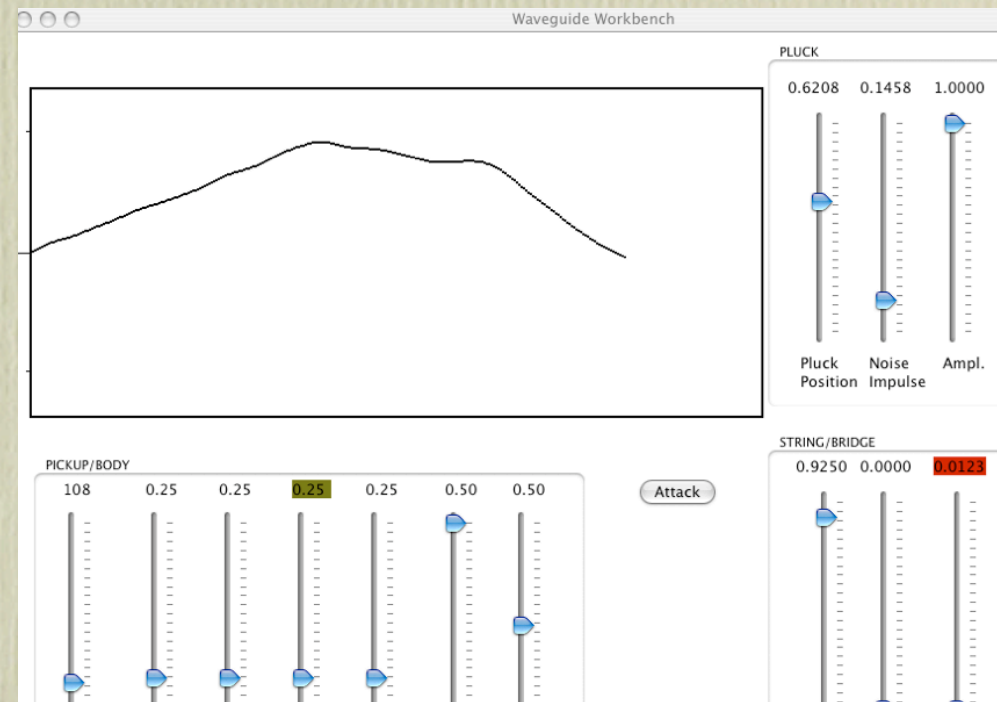 Waveguide Workbench
PLUCK
0.6208 0.1458 1.0000
Pluck Position
Noise Impulse
Ampl.
PICKUP/BODY
108 0.25 0.25 0.25 0.25 0.50 0.50
Attack
STRING/BRIDGE
0.9250 0.0000 0.0123